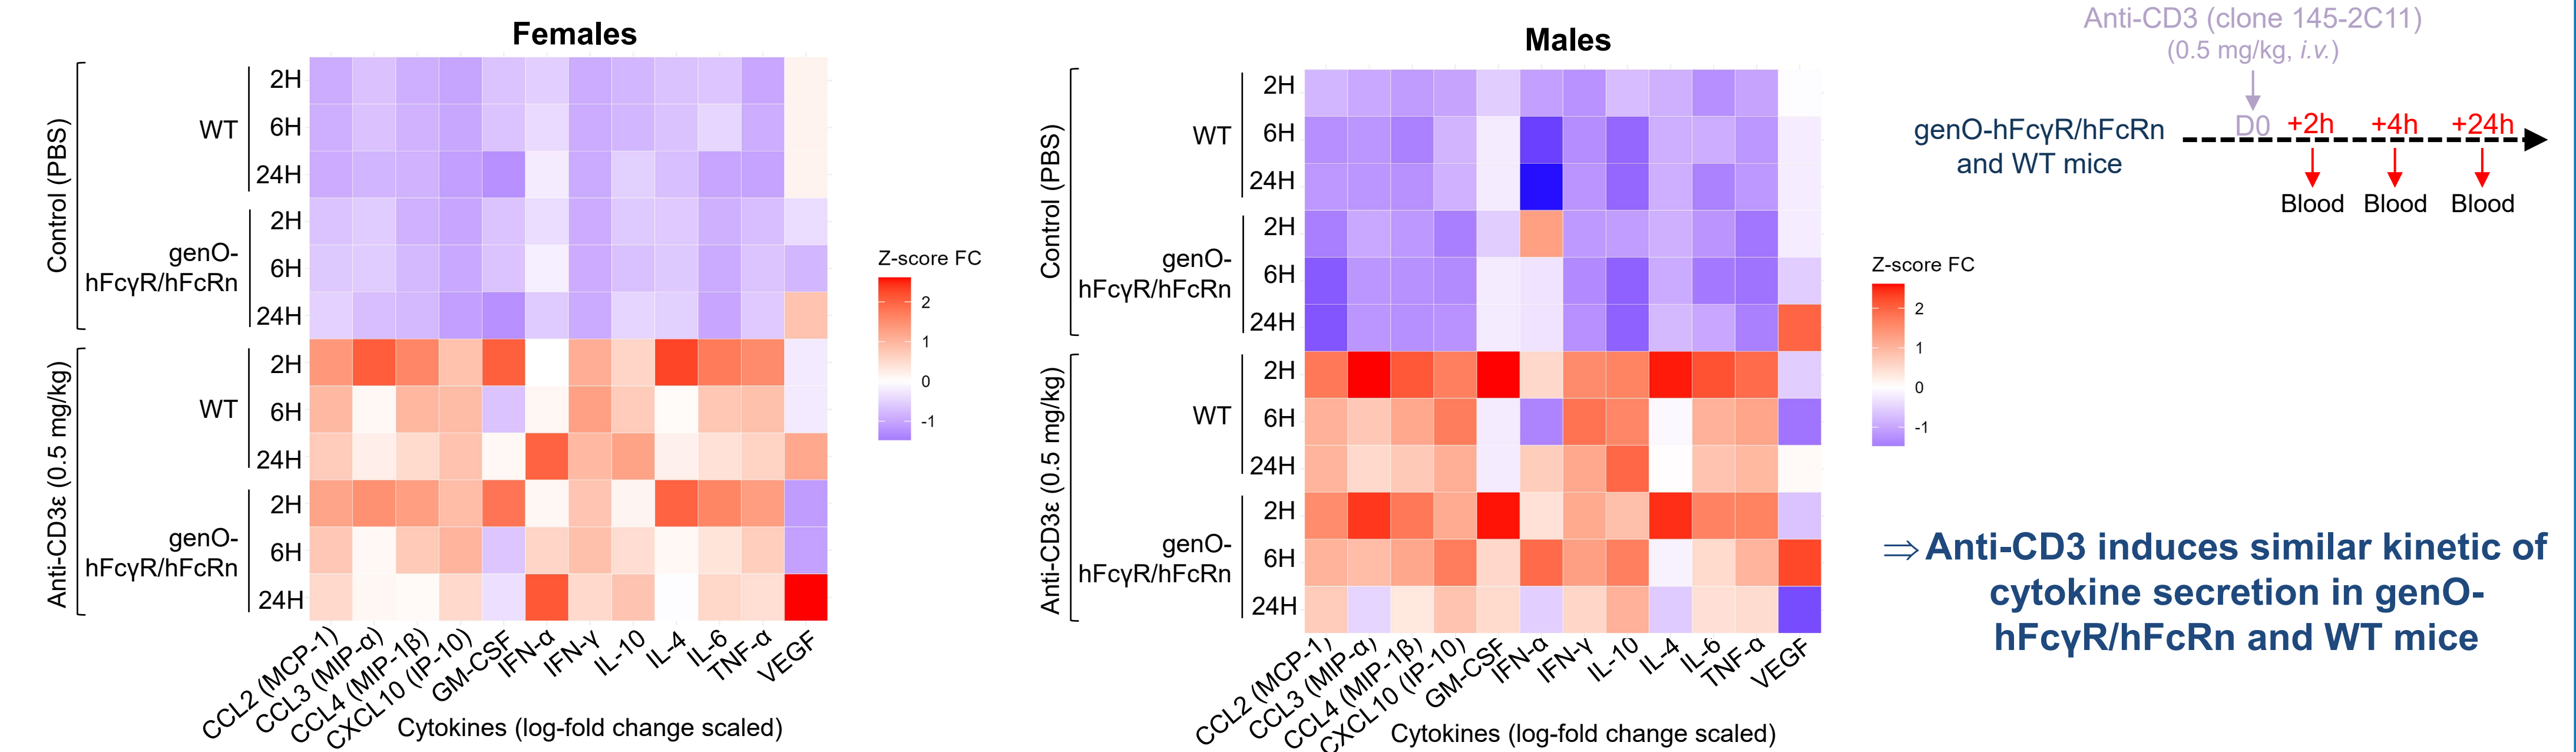 Females
Control (PBS)
WT
2H
6H
24H
genO-
hFcγR/hFcRn
2H
6H
24H
Anti-CD3ε (0.5 mg/kg)
WT
2H
6H
24H
genO-
hFcγR/hFcRn
2H
6H
24H
CCL2 (MCP-1)
CCL3 (MIP-α)
CCL4 (MIP-1β)
CXCL10 (IP-10)
GM-CSF
IFN-α
IFN-γ
IL-10
IL-4
IL-6
TNF-α
VEGF
Cytokines (log-fold change scaled)
Z-score FC
2
1
0
-1
Males
Control (PBS)
WT
2H
6H
24H
genO-
hFcγR/hFcRn
2H
6H
24H
Anti-CD3ε (0.5 mg/kg)
WT
2H
6H
24H
genO-
hFcγR/hFcRn
2H
6H
24H
CCL2 (MCP-1)
CCL3 (MIP-α)
CCL4 (MIP-1β)
CXCL10 (IP-10)
GM-CSF
IFN-α
IFN-γ
IL-10
IL-4
IL-6
TNF-α
VEGF
Cytokines (log-fold change scaled)
Z-score FC
2
1
0
-1
Anti-CD3 (clone 145-2C11)
(0.5 mg/kg, i.v.)
genO-hFcγR/hFcRn
and WT mice
D0 +2h +4h +24h
Blood Blood Blood
⇒ Anti-CD3 induces similar kinetic of
cytokine secretion in genO-
hFcγR/hFcRn and WT mice